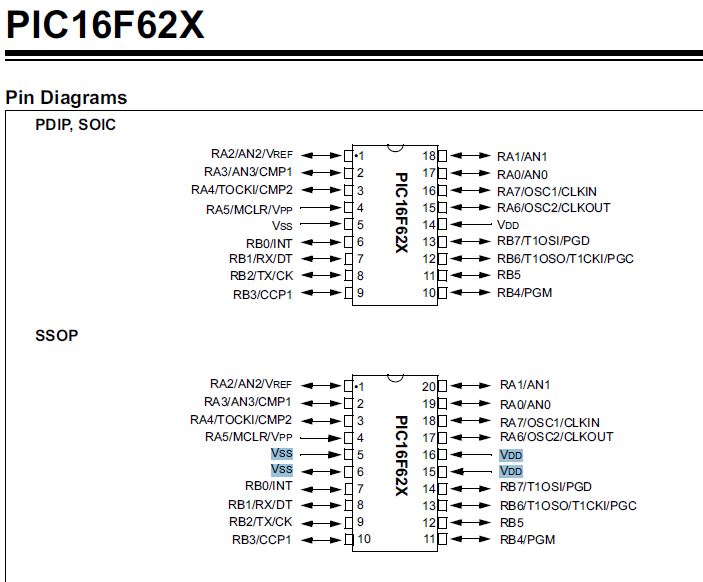 PIC16F62X
Pin Diagrams
PDIP, SOIC
RA2/AN2/VREF •1 18 RA1/AN1
RA3/AN3/CMP1 2 17 RA0/AN0
RA4/TOCKI/CMP2 3 16 RA7/OSC1/CLKIN
RA5/MCLR/VPP 4 15 RA6/OSC2/CLKOUT
VSS 5 14 VDD
RB0/INT 6 13 RB7/T1OSI/PGD
RB1/RX/DT 7 12 RB6/T1OSO/T1CKI/PGC
RB2/TX/CK 8 11 RB5
RB3/CCP1 9 10 RB4/PGM
PIC16F62X
SSOP
RA2/AN2/VREF •1 20 RA1/AN1
RA3/AN3/CMP1 2 19 RA0/AN0
RA4/TOCKI/CMP2 3 18 RA7/OSC1/CLKIN
RA5/MCLR/VPP 4 17 RA6/OSC2/CLKOUT
VSS 5 16 VDD
VSS 6 15 VDD
RB0/INT 7 14 RB7/T1OSI/PGD
RB1/RX/DT 8 13 RB6/T1OSO/T1CKI/PGC
RB2/TX/CK 9 12 RB5
RB3/CCP1 10 11 RB4/PGM
PIC16F62X